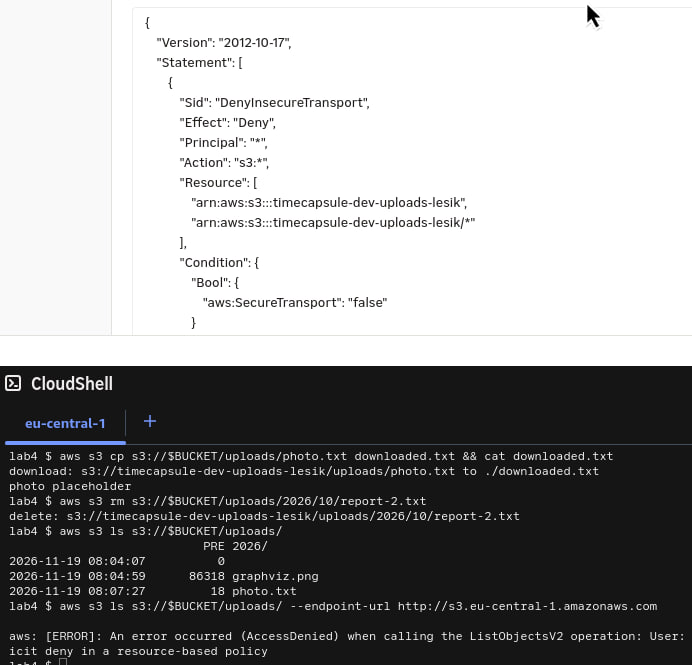 {
"Version": "2012-10-17",
"Statement": [
{
"Sid": "DenyInsecureTransport",
"Effect": "Deny",
"Principal": "*",
"Action": "s3:*",
"Resource": [
"arn:aws:s3:::timecapsule-dev-uploads-lesik",
"arn:aws:s3:::timecapsule-dev-uploads-lesik/*"
],
"Condition": {
"Bool": {
"aws:SecureTransport": "false"
}
CloudShell
eu-central-1 +
lab4 $ aws s3 cp s3://$BUCKET/uploads/photo.txt downloaded.txt && cat downloaded.txt
download: s3://timecapsule-dev-uploads-lesik/uploads/photo.txt to ./downloaded.txt
photo placeholder
lab4 $ aws s3 rm s3://$BUCKET/uploads/2026/10/report-2.txt
delete: s3://timecapsule-dev-uploads-lesik/uploads/2026/10/report-2.txt
lab4 $ aws s3 ls s3://$BUCKET/uploads/
PRE 2026/
2026-11-19 08:04:07 0
2026-11-19 08:04:59 86318 graphviz.png
2026-11-19 08:07:27 18 photo.txt
lab4 $ aws s3 ls s3://$BUCKET/uploads/ --endpoint-url http://s3.eu-central-1.amazonaws.com
aws: [ERROR]: An error occurred (AccessDenied) when calling the ListObjectsV2 operation: User:
icit deny in a resource-based policy
lab4 $